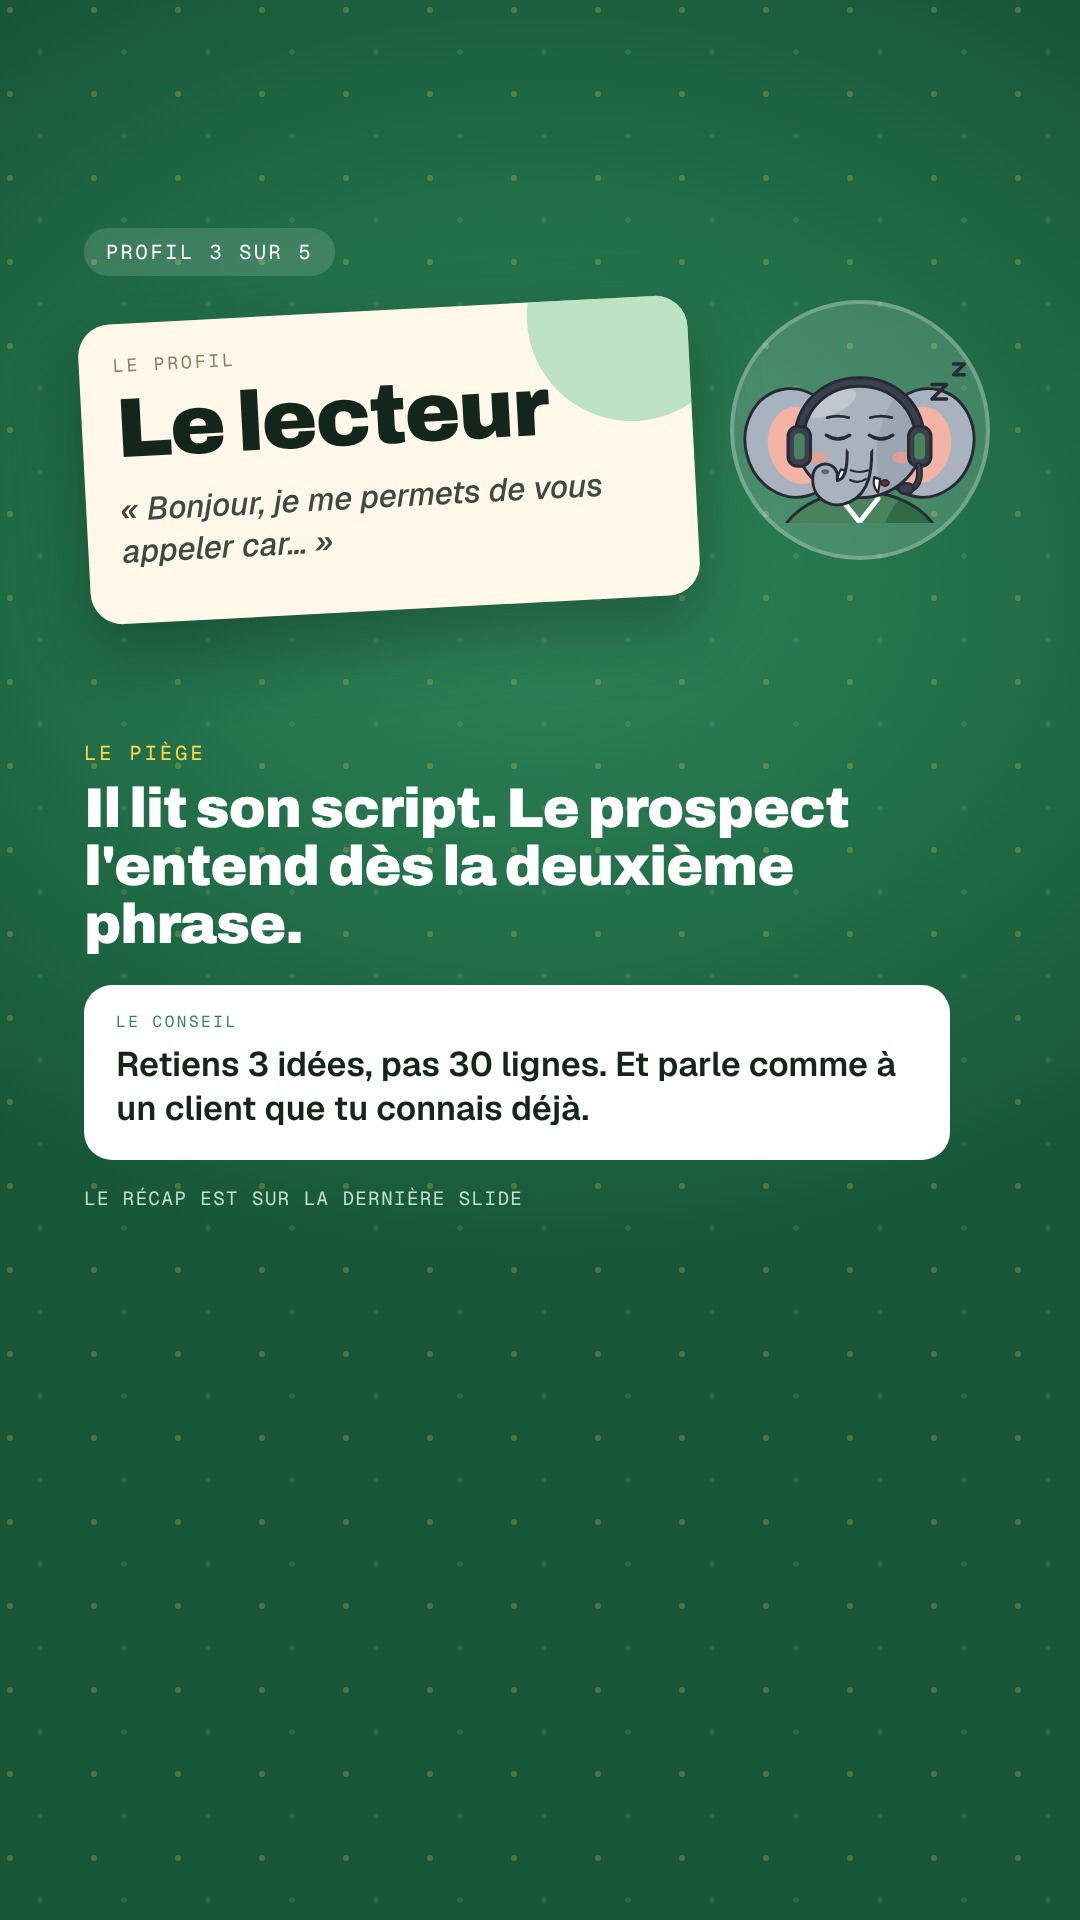 PROFIL 3 SUR 5
LE PROFIL
Le lecteur
« Bonjour, je me permets de vous
appeler car... »
z
z
LE PIÈGE
Il lit son script. Le prospect
l'entend dès la deuxième
phrase.
LE CONSEIL
Retiens 3 idées, pas 30 lignes. Et parle comme à
un client que tu connais déjà.
LE RÉCAP EST SUR LA DERNIÈRE SLIDE